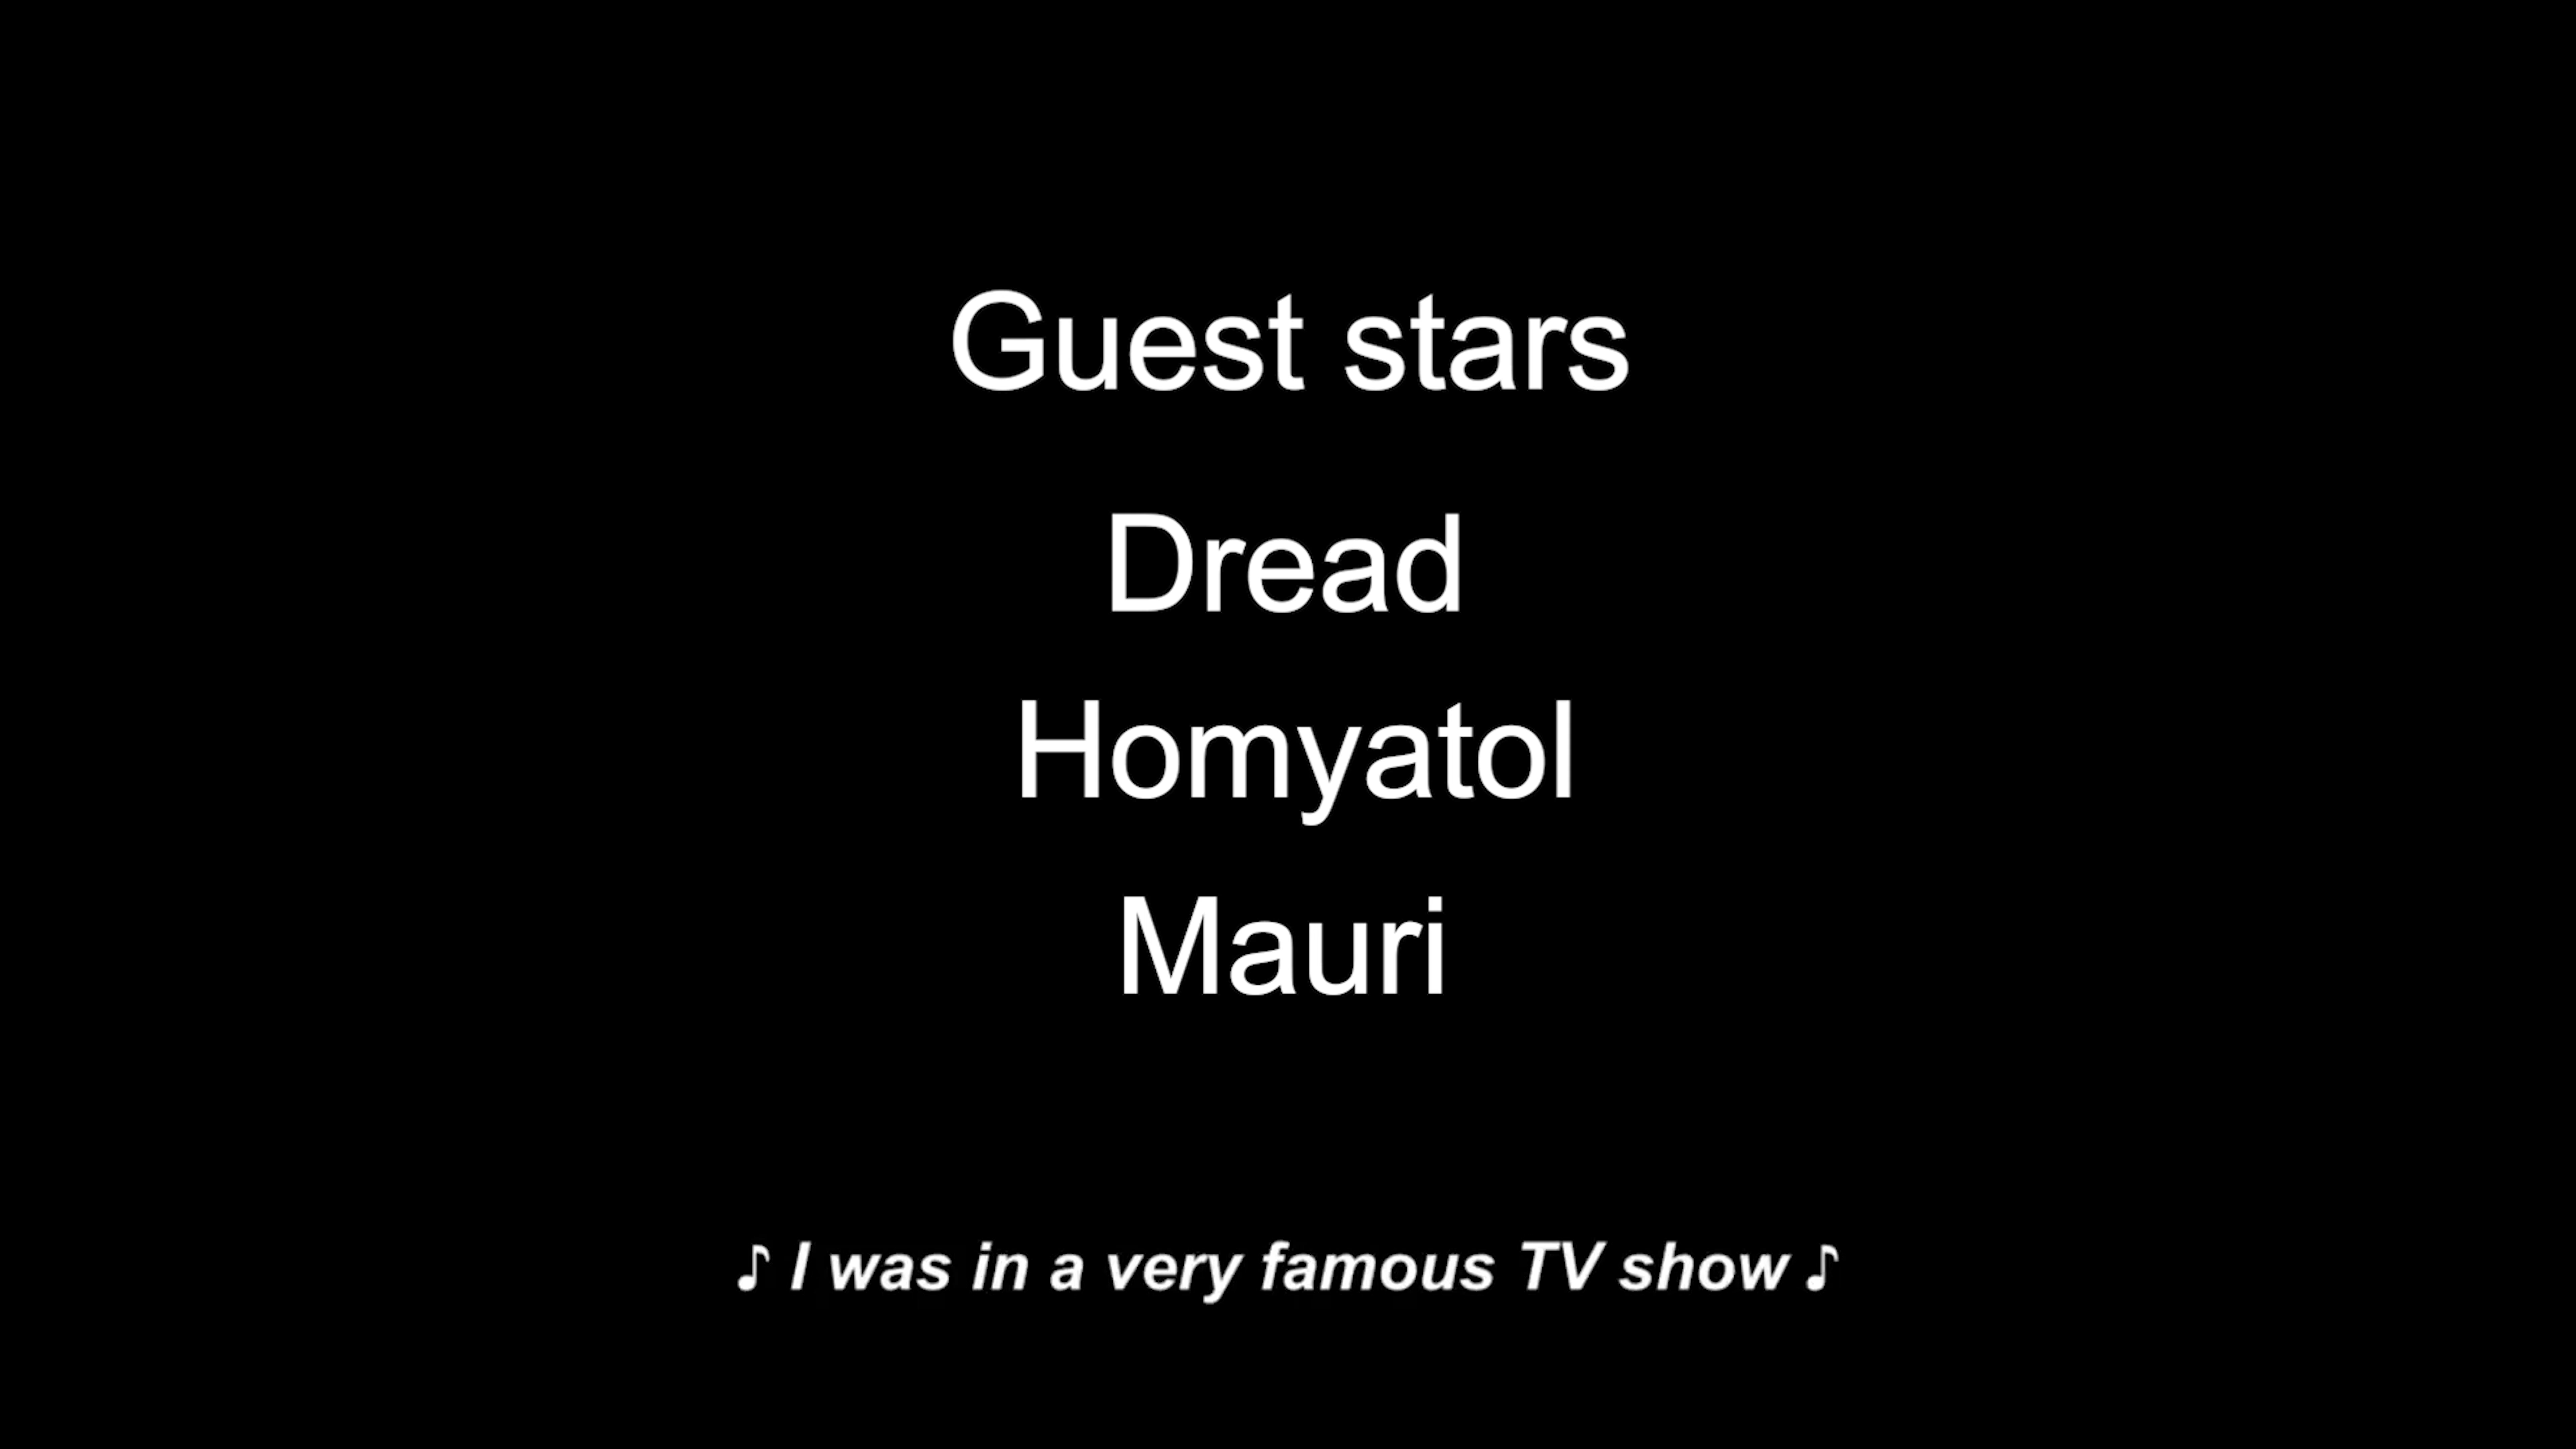 Guest stars
Dread
Homyatol
Mauri
♪ I was in a very famous TV show ♪